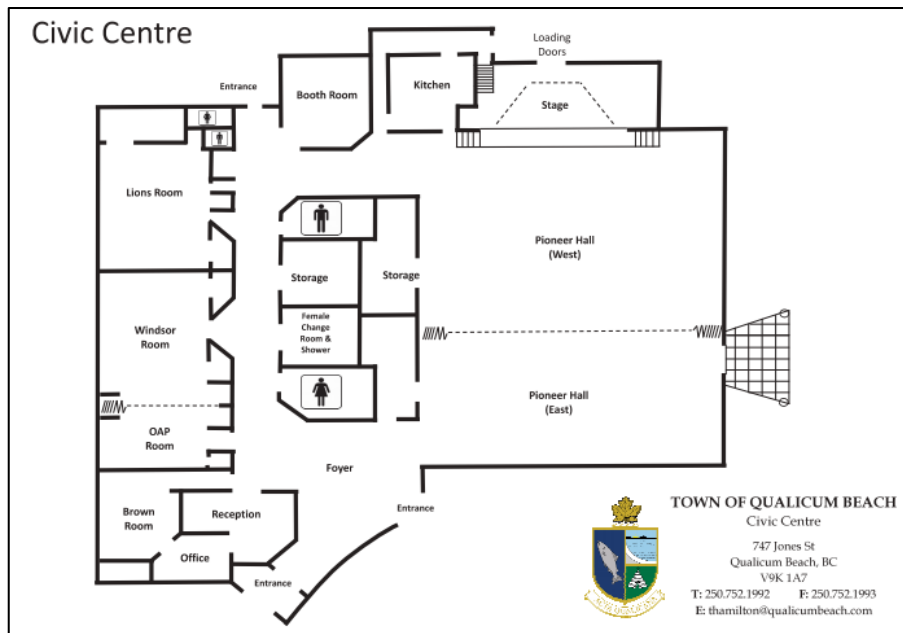 Civic Centre
Loading
Doors
Entrance
Booth Room
Kitchen
Stage
Lions Room
Pioneer Hall
(West)
Storage
Storage
Female
Change
Room &
Shower
Windsor
Room
Pioneer Hall
(East)
OAP
Room
Foyer
Brown
Room
Reception
Entrance
Office
Entrance
TOWN OF QUALICUM BEACH
Civic Centre
747 Jones St
Qualicum Beach, BC
V9K 1A7
T: 250.752.1992 F: 250.752.1993
E: thamilton@qualicumbeach.com